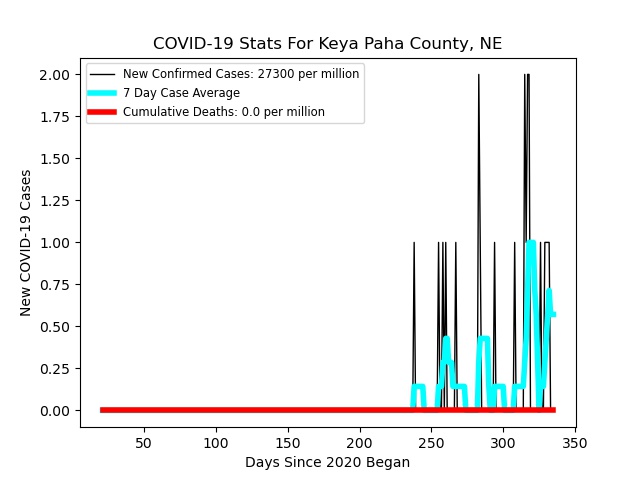 COVID-19 Stats For Keya Paha County, NE
New Confirmed Cases: 27300 per million
7 Day Case Average
Cumulative Deaths: 0.0 per million
New COVID-19 Cases
2.00
1.75
1.50
1.25
1.00
0.75
0.50
0.25
0.00
50
100
150
200
250
300
350
Days Since 2020 Began